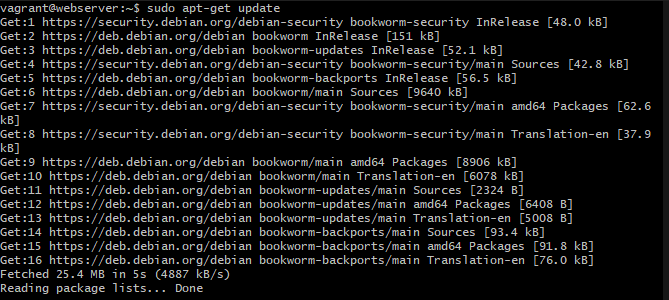 vagrant@webserver:~$ sudo apt-get update
Get:1 https://security.debian.org/debian-security bookworm-security InRelease [48.0 kB]
Get:2 https://deb.debian.org/debian bookworm InRelease [151 kB]
Get:3 https://deb.debian.org/debian bookworm-updates InRelease [52.1 kB]
Get:4 https://security.debian.org/debian-security bookworm-security/main Sources [42.8 kB]
Get:5 https://deb.debian.org/debian bookworm-backports InRelease [56.5 kB]
Get:6 https://deb.debian.org/debian bookworm/main Sources [9640 kB]
Get:7 https://security.debian.org/debian-security bookworm-security/main amd64 Packages [62.6
kB]
Get:8 https://security.debian.org/debian-security bookworm-security/main Translation-en [37.9
kB]
Get:9 https://deb.debian.org/debian bookworm/main amd64 Packages [8906 kB]
Get:10 https://deb.debian.org/debian bookworm/main Translation-en [6078 kB]
Get:11 https://deb.debian.org/debian bookworm-updates/main Sources [2324 B]
Get:12 https://deb.debian.org/debian bookworm-updates/main amd64 Packages [6408 B]
Get:13 https://deb.debian.org/debian bookworm-updates/main Translation-en [5008 B]
Get:14 https://deb.debian.org/debian bookworm-backports/main Sources [93.4 kB]
Get:15 https://deb.debian.org/debian bookworm-backports/main amd64 Packages [91.8 kB]
Get:16 https://deb.debian.org/debian bookworm-backports/main Translation-en [76.0 kB]
Fetched 25.4 MB in 5s (4887 kB/s)
Reading package lists... Done